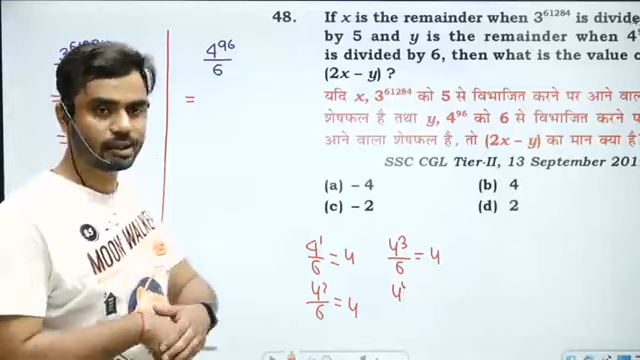 48. If x is the remainder when 3^61284 is divide
by 5 and y is the remainder when 4
is divided by 6, then what is the value o
(2x – y) ?
यदि x, 3^61284 को 5 से विभाजित करने पर आने वाल
शेषफल है तथा y, 4^96 को 6 से विभाजित करने प
आने वाला शेषफल है, तो (2x – y) का मान क्या है
SSC CGL Tier-II, 13 September 201
(a) – 4
(b) 4
(c) – 2
(d) 2
4^96/6
=
4^1/6 = 4
4^3/6 = 4
4^2/6 = 4
MOON WALKER